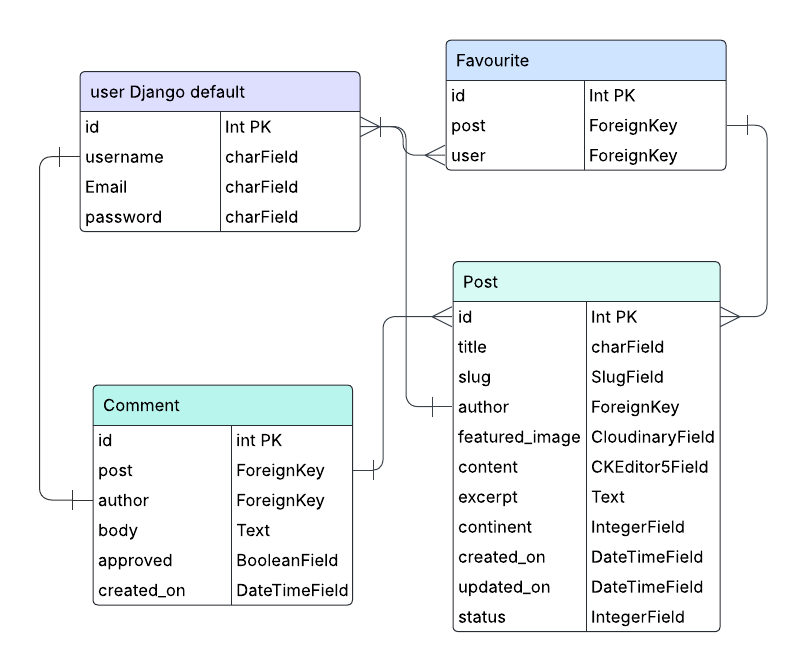 user Django default
id Int PK
username charField
Email charField
password charField
Favourite
id Int PK
post ForeignKey
user ForeignKey
Post
id Int PK
title charField
slug SlugField
author ForeignKey
featured_image CloudinaryField
content CKEditor5Field
excerpt Text
continent IntegerField
created_on DateTimeField
updated_on DateTimeField
status IntegerField
Comment
id int PK
post ForeignKey
author ForeignKey
body Text
approved BooleanField
created_on DateTimeField